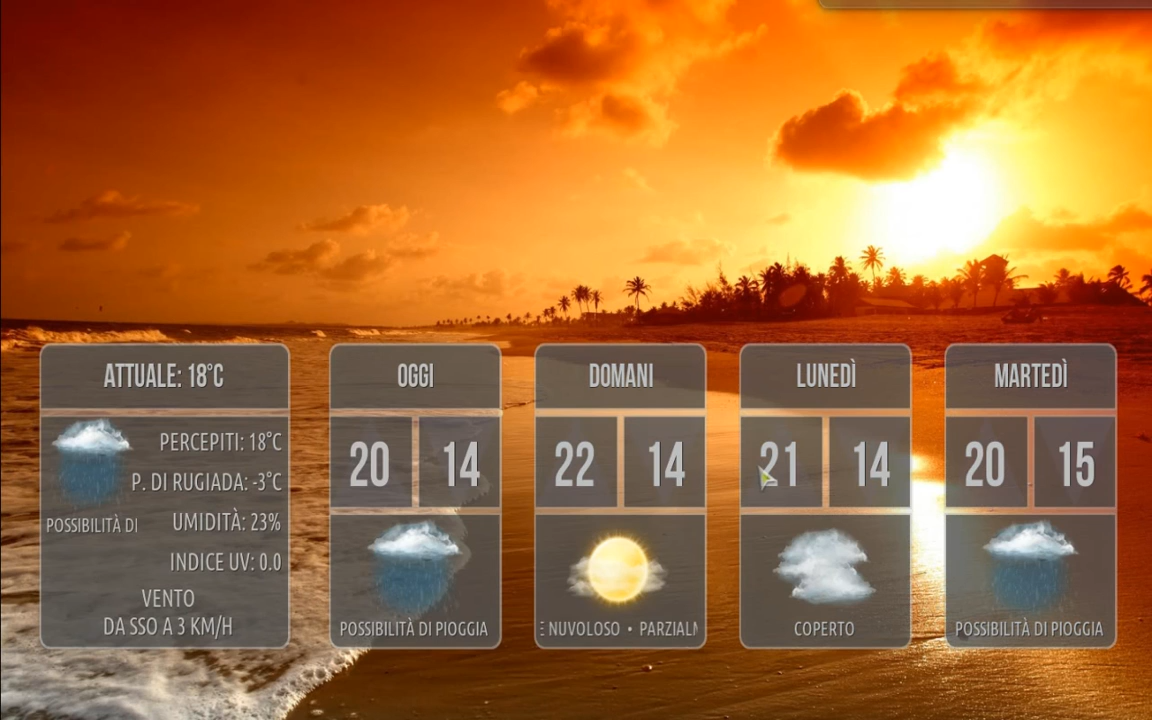 ATTUALE: 18°C
PERCEPITI: 18°C
P. DI RUGIADA: -3°C
POSSIBILITÀ DI
UMIDITÀ: 23%
INDICE UV: 0.0
VENTO
DA SSO A 3 KM/H
OGGI
20 14
POSSIBILITÀ DI PIOGGIA
DOMANI
22 14
E NUVOLOSO • PARZIALM
LUNEDÌ
21 14
COPERTO
MARTEDÌ
20 15
POSSIBILITÀ DI PIOGGIA